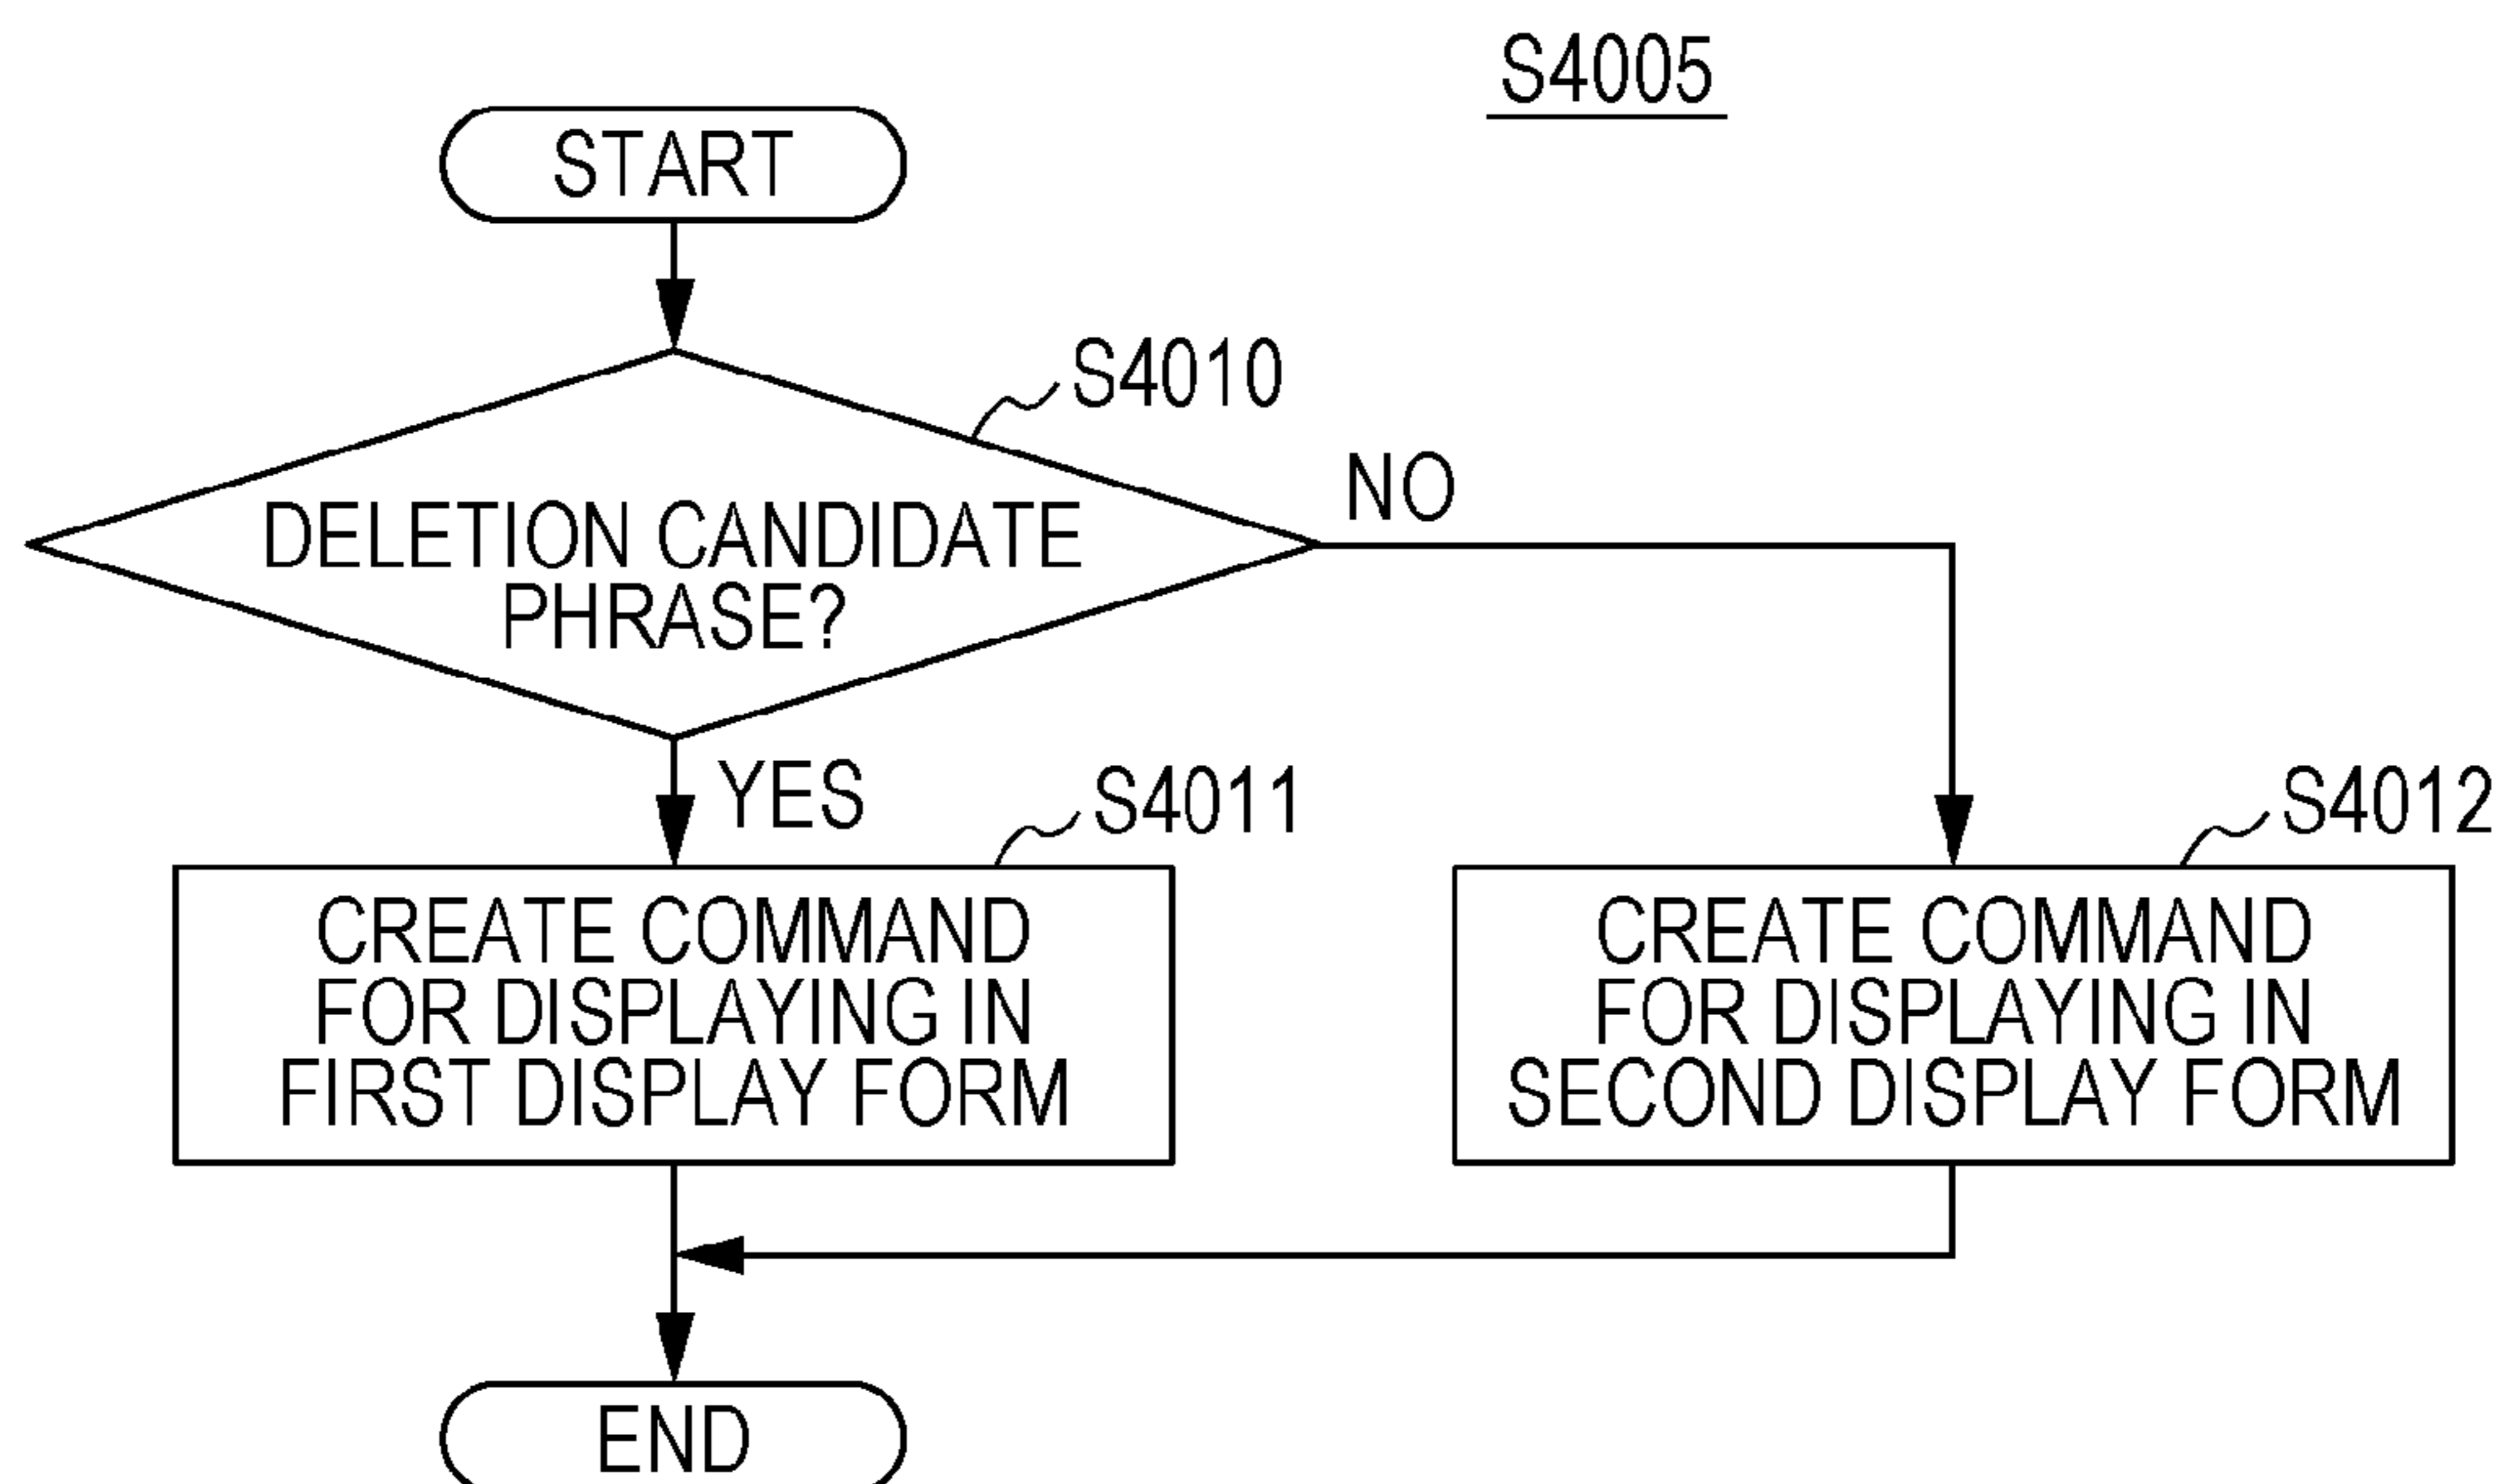 S4005
START
S4010
DELETION CANDIDATE
PHRASE?
NO
YES
S4011
CREATE COMMAND
FOR DISPLAYING IN
FIRST DISPLAY FORM
S4012
CREATE COMMAND
FOR DISPLAYING IN
SECOND DISPLAY FORM
END